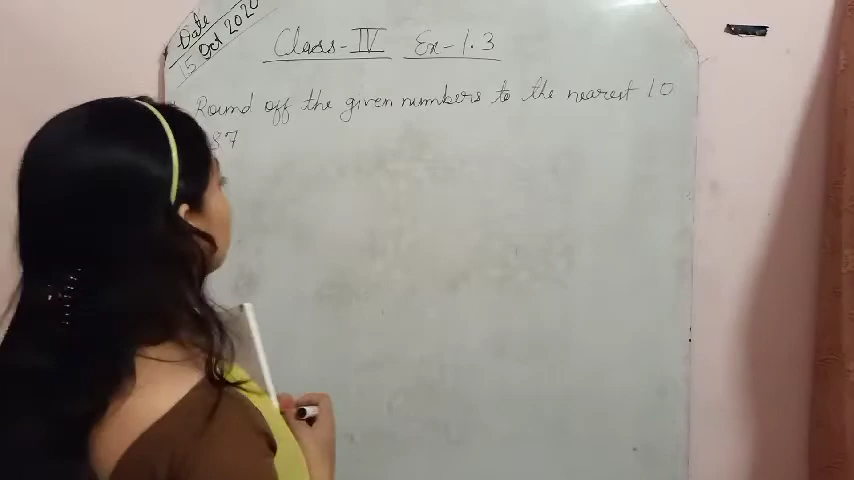 Date
15 Oct 2020
Class-IV Ex-1.3
Round off the given numbers to the nearest 10
87